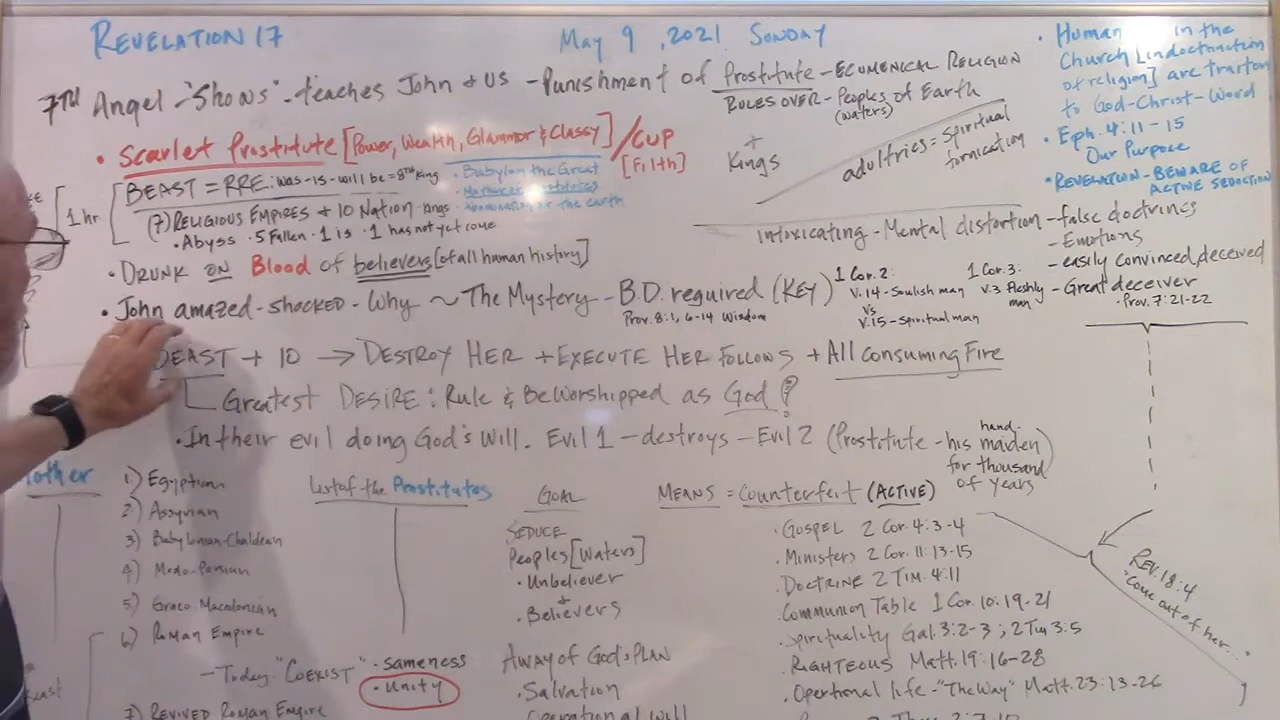 REVELATION 17
May 9, 2021 SUNDAY
7TH Angel - "Shows" - teaches John + US - Punishment of Prostitute - ECUMENICAL RELIGION
RULES OVER - Peoples of Earth
(waters)
+
Kings
adultries = Spiritual
fornication
• Scarlet Prostitute [Power, Wealth, Glammor & Classy] / CUP
[Filth]
1 hr
BEAST = RRE: was-is-will be = 8TH King
(7) RELIGIOUS EMPIRES + 10 Nation - kings
• Abyss • 5 Fallen • 1 is • 1 has not yet come
• Babylon the Great
of the earth
• DRUNK ON Blood of believers [of all human history]
• John amazed - shocked - Why ~ The Mystery - B.D. required (KEY)
Prov. 8:1, 6-14 Wisdom
1 Cor. 2:
V.14 - Soulish man
vs
V.15 - Spiritual man
1 Cor. 3:
V.3 Fleshly
man
intoxicating - Mental distortion - false doctrines
- Emotions
- easily convinced, deceived
- Great deceiver
• Prov. 7:21-22
• Human in the
Church [indoctrination
of religion] are traitors
to God-Christ-Word
• Eph. 4:11-15
Our Purpose
• REVELATION - BEWARE OF
ACTIVE SEDUCTION
BEAST + 10 → DESTROY HER + EXECUTE HER FOLLOWS + All Consuming Fire
Greatest DESIRE: Rule & Be Worshipped as God ?!
• In their evil doing God's will. Evil 1 - destroys - Evil 2 (Prostitute - his hand-
maiden
for thousand
of years)
other
1) Egyptian
2) Assyrian
3) Babylonian-Chaldean
4) Medo-Persian
5) Graco Macedonian
6) Roman Empire
- Today: "COEXIST" • Sameness
• Unity
7) REVIVED ROMAN EMPIRE
List of the Prostitutes
GOAL
SEDUCE
Peoples [Waters]
• Unbeliever
+
• Believers
AWAY of God's PLAN
• Salvation
Operational Will
MEANS = Counterfeit (ACTIVE)
• GOSPEL 2 Cor. 4:3-4
• Ministers 2 Cor. 11:13-15
• DOCTRINE 2 Tim. 4:11
• Communion Table 1 Cor. 10:19-21
• Spirituality Gal. 3:2-3; 2 Tim 3:5
• RIGHTEOUS Matt. 19:16-28
• Opertional life - "The Way" Matt. 23:13-26
Rev. 18:4
"Come out of her..."